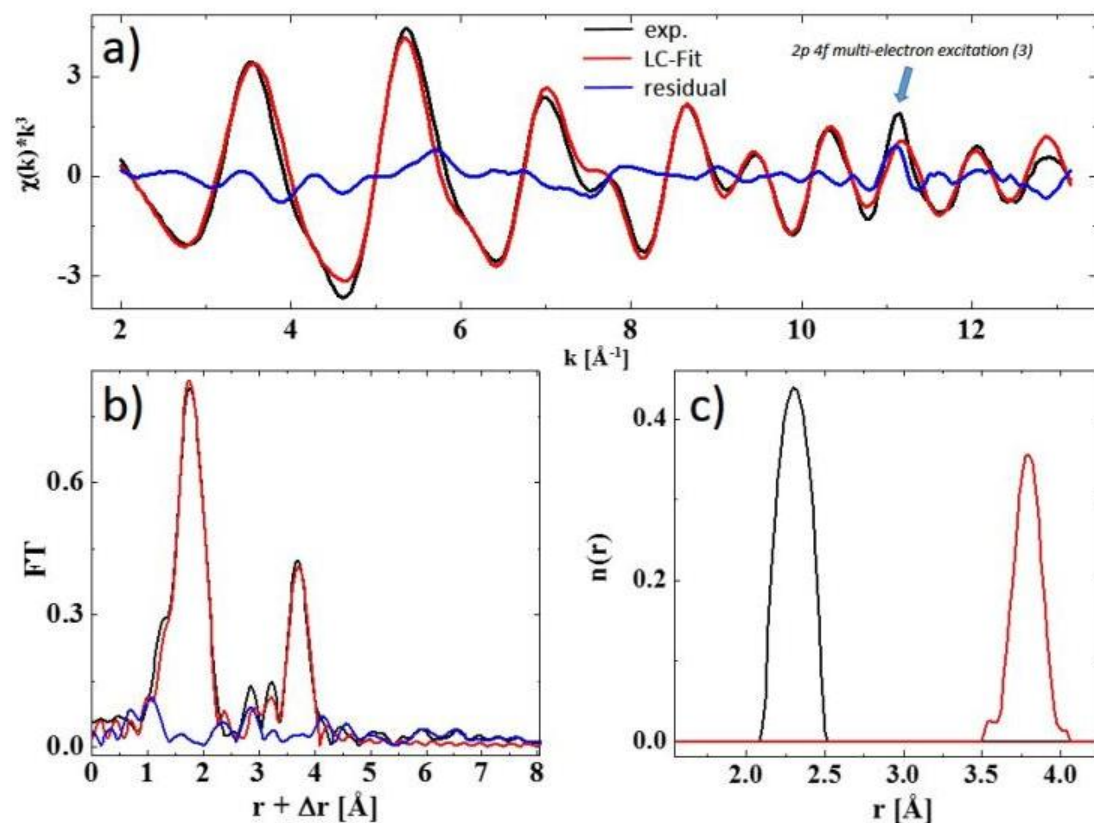 a)
exp.
LC-Fit
residual
2p 4f multi-electron excitation (3)
χ(k)*k³
3
0
-3
2 4 6 8 10 12
k [Å⁻¹]
b)
FT
0.6
0.3
0.0
0 1 2 3 4 5 6 7 8
r + Δr [Å]
c)
n(r)
0.4
0.2
0.0
2.0 2.5 3.0 3.5 4.0
r [Å]